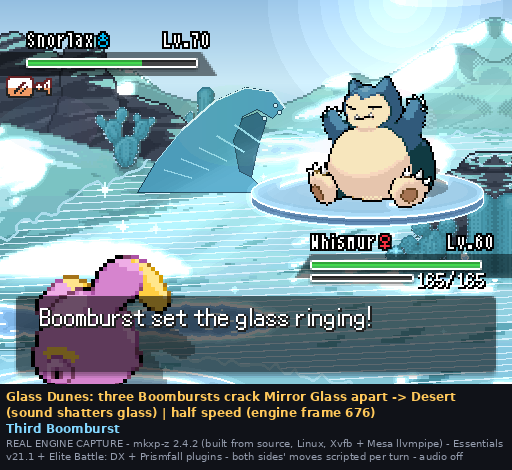 Snorlax♂ Lv.70
+4
Whismur♀ Lv.80
165/165
Boomburst set the glass ringing!
Glass Dunes: three Boombursts crack Mirror Glass apart -> Desert
(sound shatters glass) | half speed (engine frame 676)
Third Boomburst
REAL ENGINE CAPTURE - mkxp-z 2.4.2 (built from source, Linux, Xvfb + Mesa llvmpipe) - Essentials
v21.1 + Elite Battle: DX + Prismfall plugins - both sides' moves scripted per turn - audio off